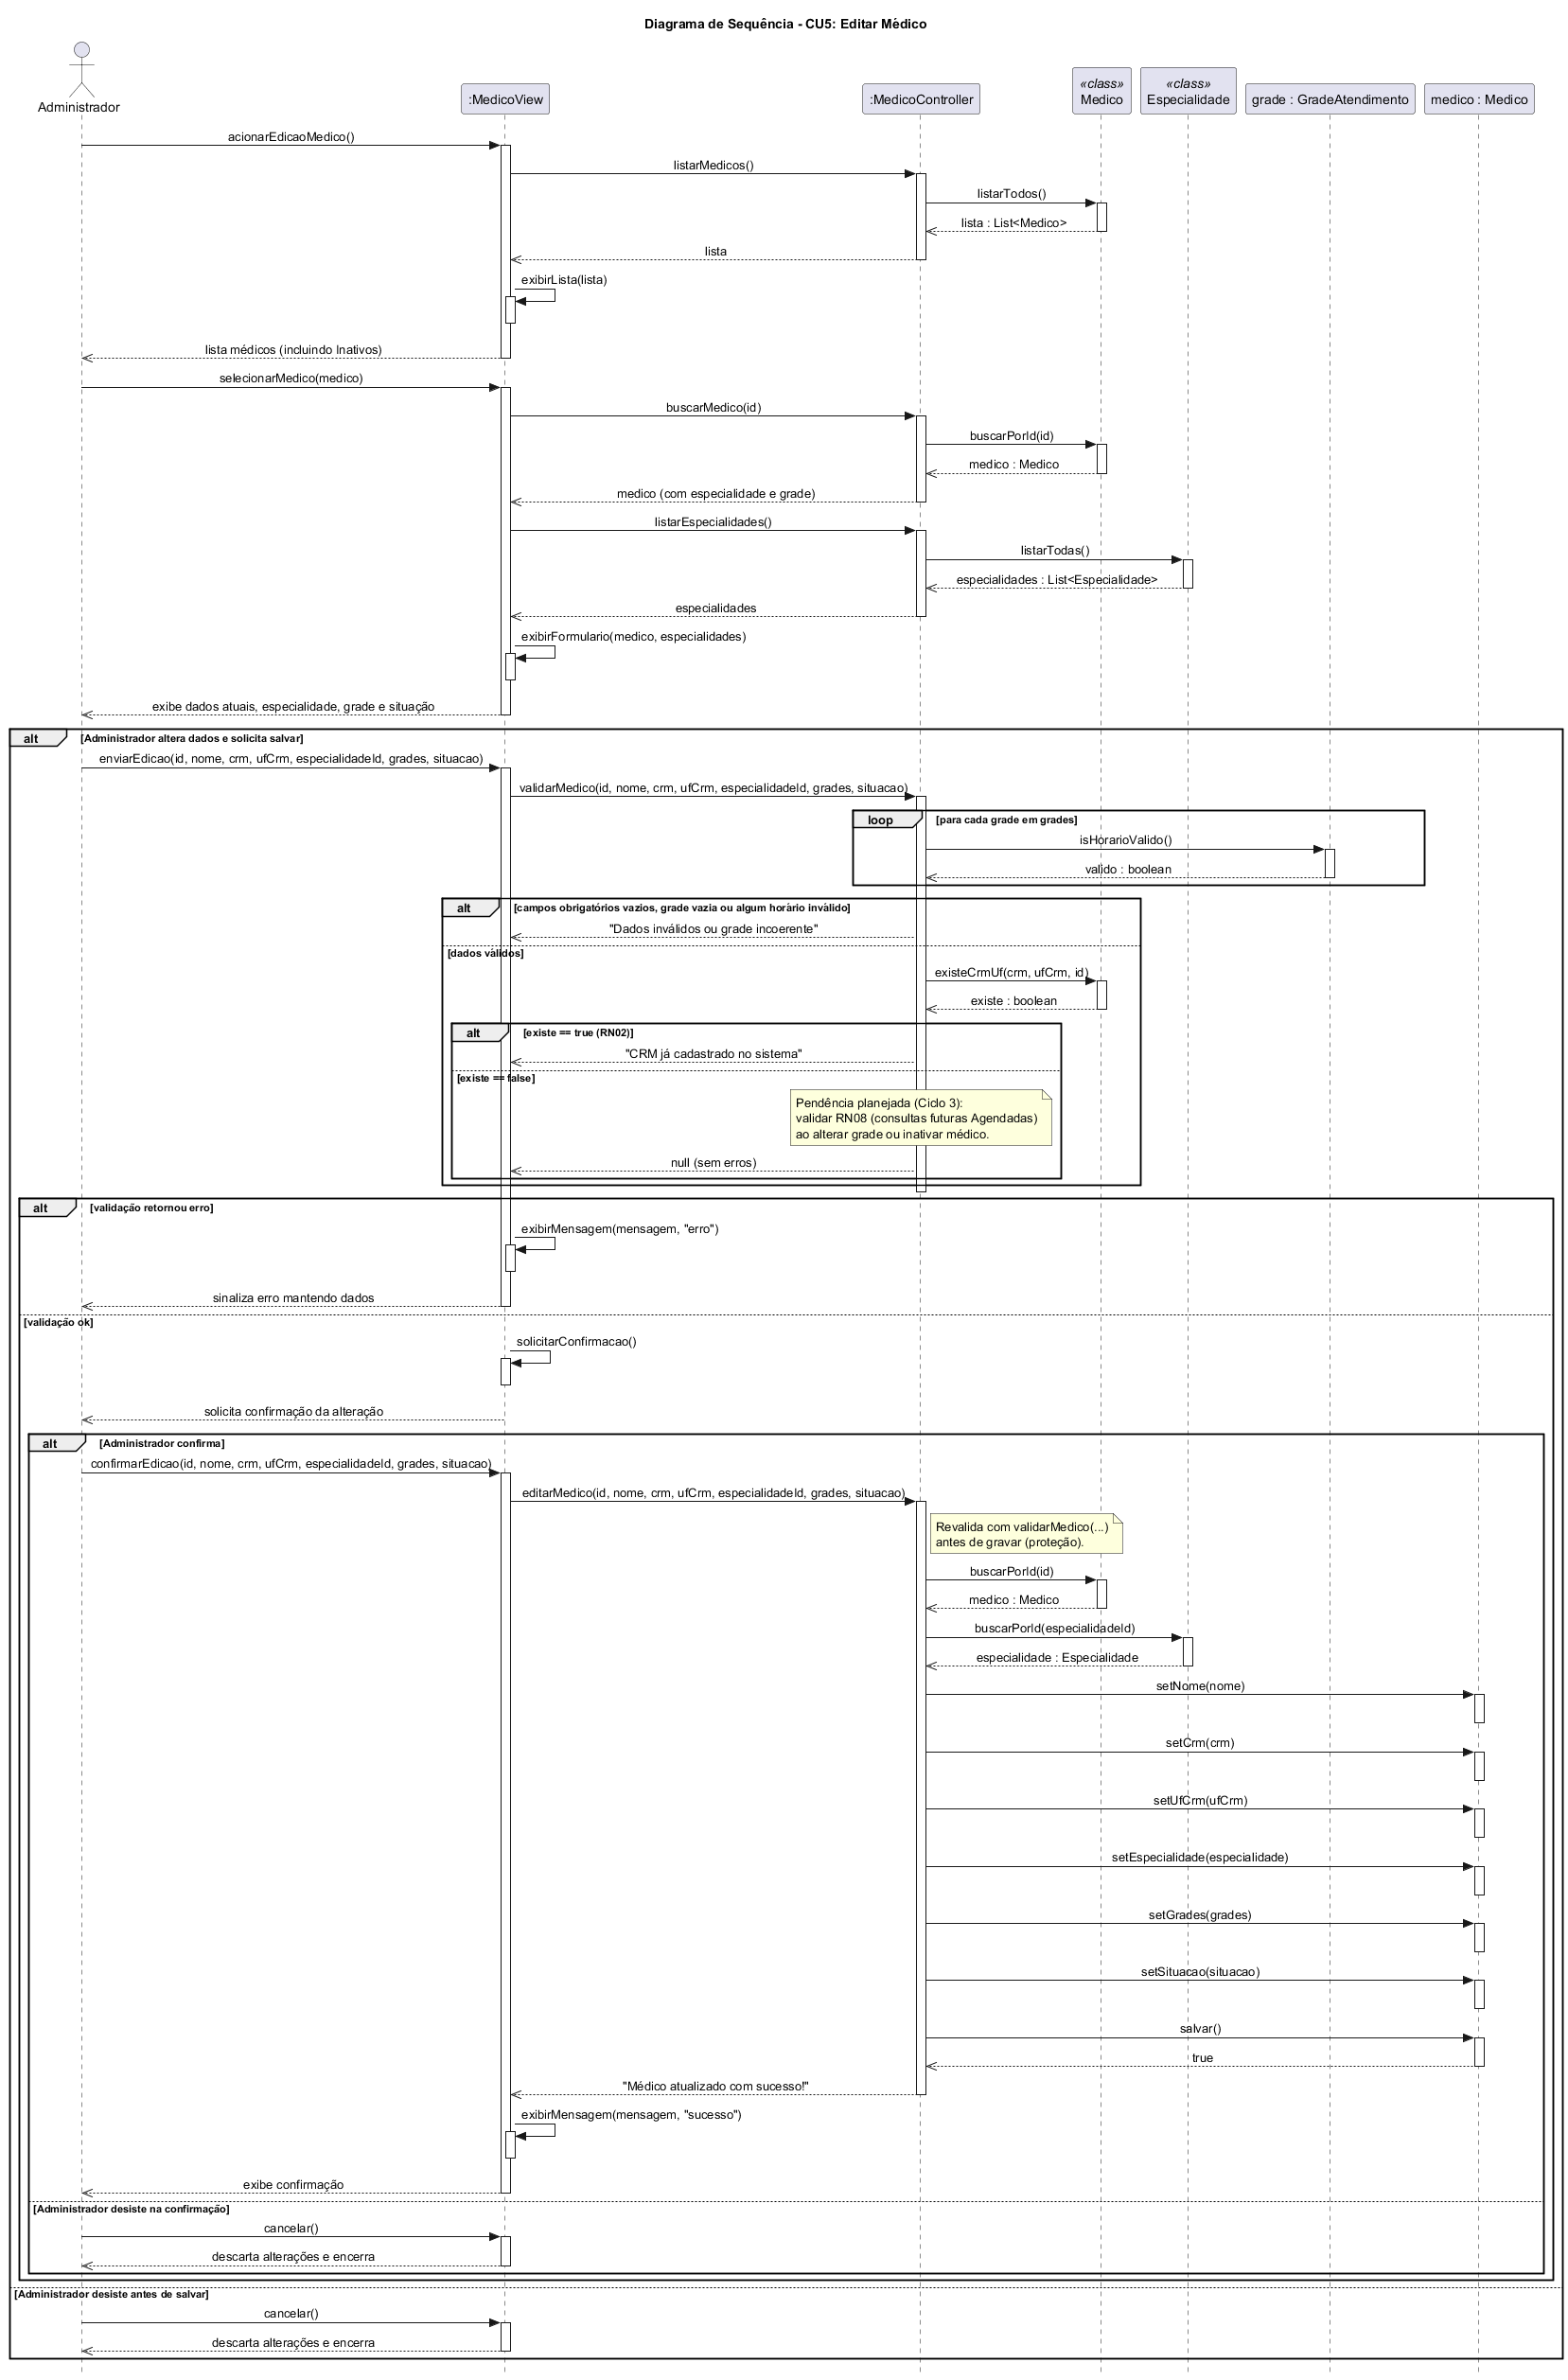 Diagrama de Sequência - CU5: Editar Médico
Administrador
:MedicoView
:MedicoController
«class»
Medico
«class»
Especialidade
grade : GradeAtendimento
medico : Medico
acionarEdicaoMedico()
listarMedicos()
listarTodos()
lista : List<Medico>
lista
exibirLista(lista)
lista médicos (incluindo Inativos)
selecionarMedico(medico)
buscarMedico(id)
buscarPorId(id)
medico : Medico
medico (com especialidade e grade)
listarEspecialidades()
listarTodas()
especialidades : List<Especialidade>
especialidades
exibirFormulario(medico, especialidades)
exibe dados atuais, especialidade, grade e situação
alt [Administrador altera dados e solicita salvar]
enviarEdicao(id, nome, crm, ufCrm, especialidadeId, grades, situacao)
validarMedico(id, nome, crm, ufCrm, especialidadeId, grades, situacao)
loop [para cada grade em grades]
isHorarioValido()
valido : boolean
alt [campos obrigatórios vazios, grade vazia ou algum horário inválido]
"Dados inválidos ou grade incoerente"
[dados válidos]
existeCrmUf(crm, ufCrm, id)
existe : boolean
alt [existe == true (RN02)]
"CRM já cadastrado no sistema"
[existe == false]
Pendência planejada (Ciclo 3):
validar RN08 (consultas futuras Agendadas)
ao alterar grade ou inativar médico.
null (sem erros)
alt [validação retornou erro]
exibirMensagem(mensagem, "erro")
sinaliza erro mantendo dados
[validação ok]
solicitarConfirmacao()
solicita confirmação da alteração
alt [Administrador confirma]
confirmarEdicao(id, nome, crm, ufCrm, especialidadeId, grades, situacao)
editarMedico(id, nome, crm, ufCrm, especialidadeId, grades, situacao)
Revalida com validarMedico(...)
antes de gravar (proteção).
buscarPorId(id)
medico : Medico
buscarPorId(especialidadeId)
especialidade : Especialidade
setNome(nome)
setCrm(crm)
setUfCrm(ufCrm)
setEspecialidade(especialidade)
setGrades(grades)
setSituacao(situacao)
salvar()
true
"Médico atualizado com sucesso!"
exibirMensagem(mensagem, "sucesso")
exibe confirmação
[Administrador desiste na confirmação]
cancelar()
descarta alterações e encerra
[Administrador desiste antes de salvar]
cancelar()
descarta alterações e encerra